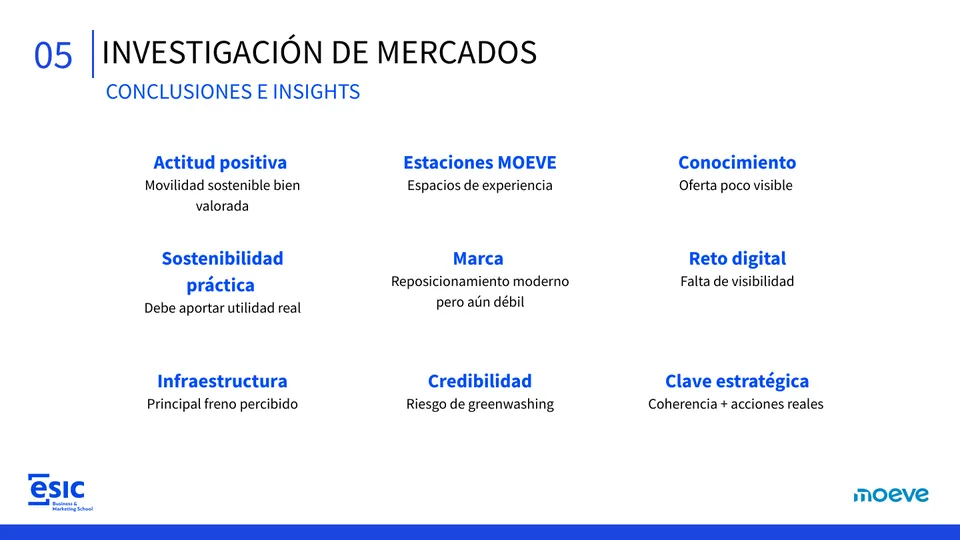 05
INVESTIGACIÓN DE MERCADOS
CONCLUSIONES E INSIGHTS
Actitud positiva
Movilidad sostenible bien
valorada
Estaciones MOEVE
Espacios de experiencia
Conocimiento
Oferta poco visible
Sostenibilidad
práctica
Debe aportar utilidad real
Marca
Reposicionamiento moderno
pero aún débil
Reto digital
Falta de visibilidad
Infraestructura
Principal freno percibido
Credibilidad
Riesgo de greenwashing
Clave estratégica
Coherencia + acciones reales
esic
Business &
Marketing School
moeve